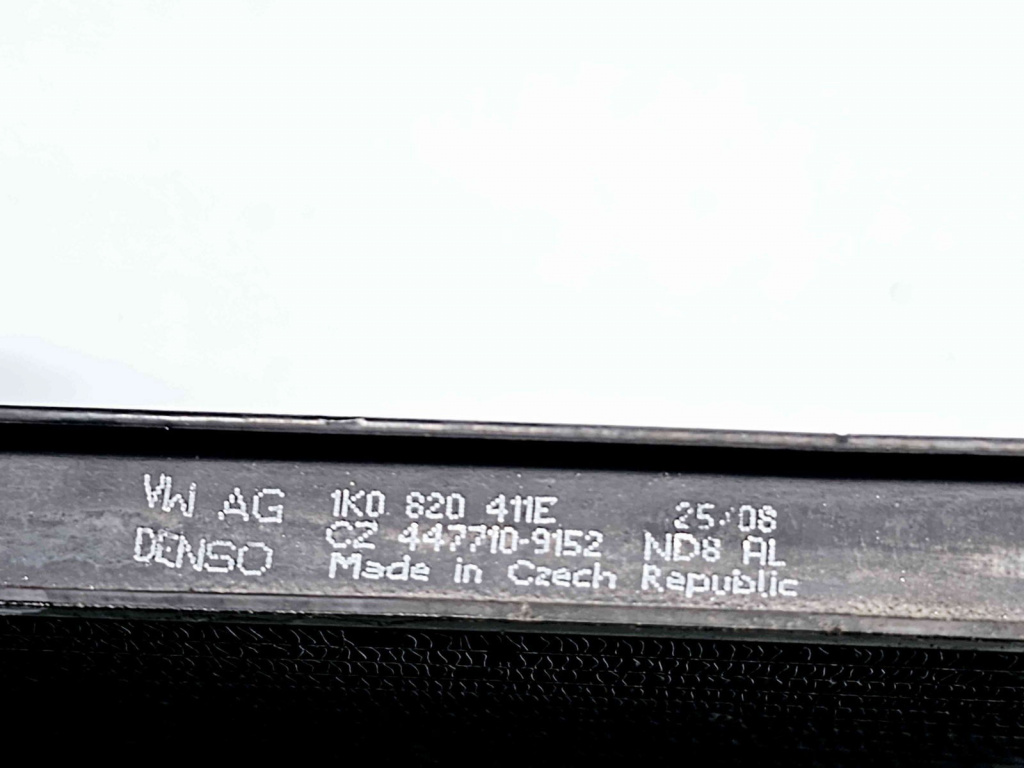 VW AG 1K0 820 411E 25/08
DENSO CZ 447710-9152 ND8 AL
Made in Czech Republic